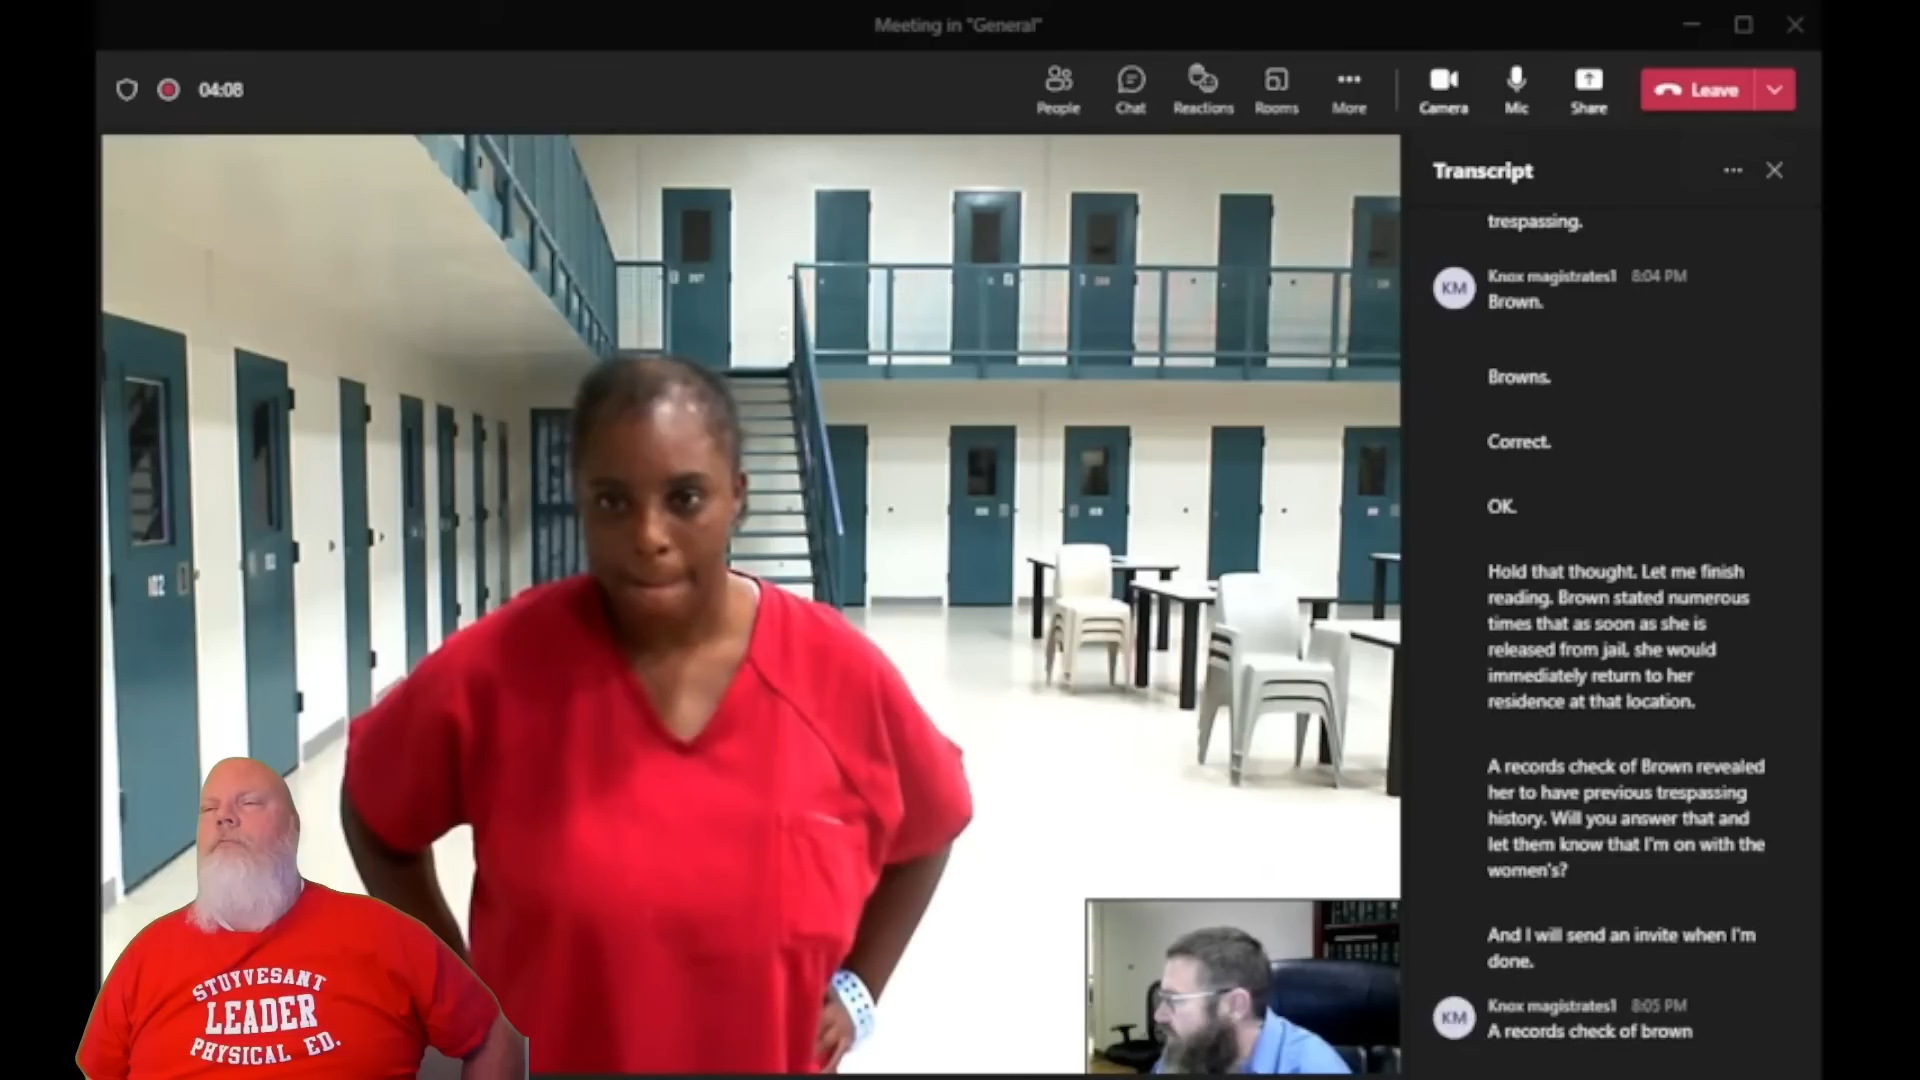 Meeting in "General"
04:08
People
Chat
Reactions
Rooms
More
Camera
Mic
Share
Leave
Transcript
trespassing.
KM
Knox magistrates1 8:04 PM
Brown.
Browns.
Correct.
OK.
Hold that thought. Let me finish
reading. Brown stated numerous
times that as soon as she is
released from jail, she would
immediately return to her
residence at that location.
A records check of Brown revealed
her to have previous trespassing
history. Will you answer that and
let them know that I'm on with the
women's?
And I will send an invite when I'm
done.
KM
Knox magistrates1 8:05 PM
A records check of brown
102
STUYVESANT
LEADER
PHYSICAL ED.